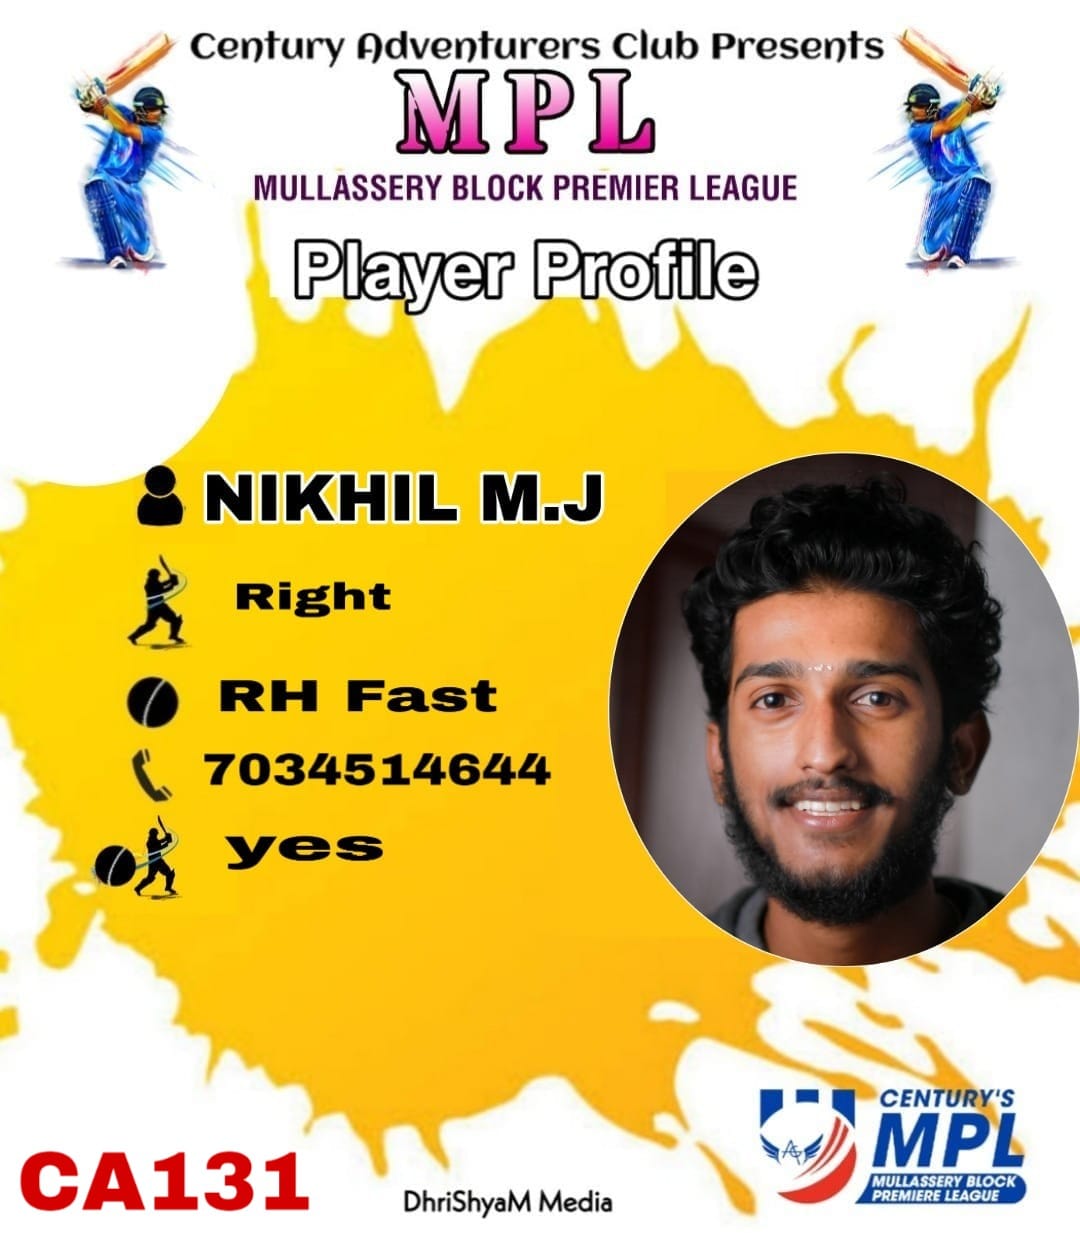 Century Adventurers Club Presents
MPL
MULLASSERY BLOCK PREMIER LEAGUE
Player Profile
NIKHIL M.J
Right
RH Fast
7034514644
yes
CA131
DhriShyaM Media
CENTURY'S
MPL
MULLASSERY BLOCK
PREMIERE LEAGUE